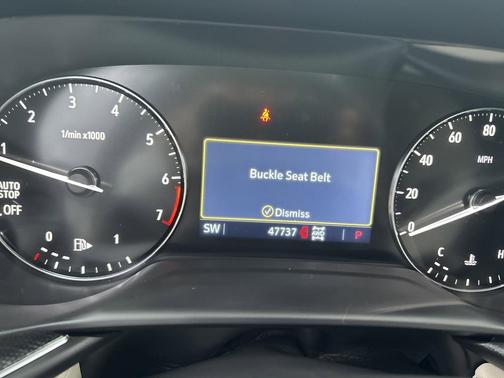 1 2 3 4 5 6 7
1/min x1000
AUTO
STOP
OFF
0 1
Buckle Seat Belt
Dismiss
SW 47737 AWD P
0 20 40 60 80
MPH
C H